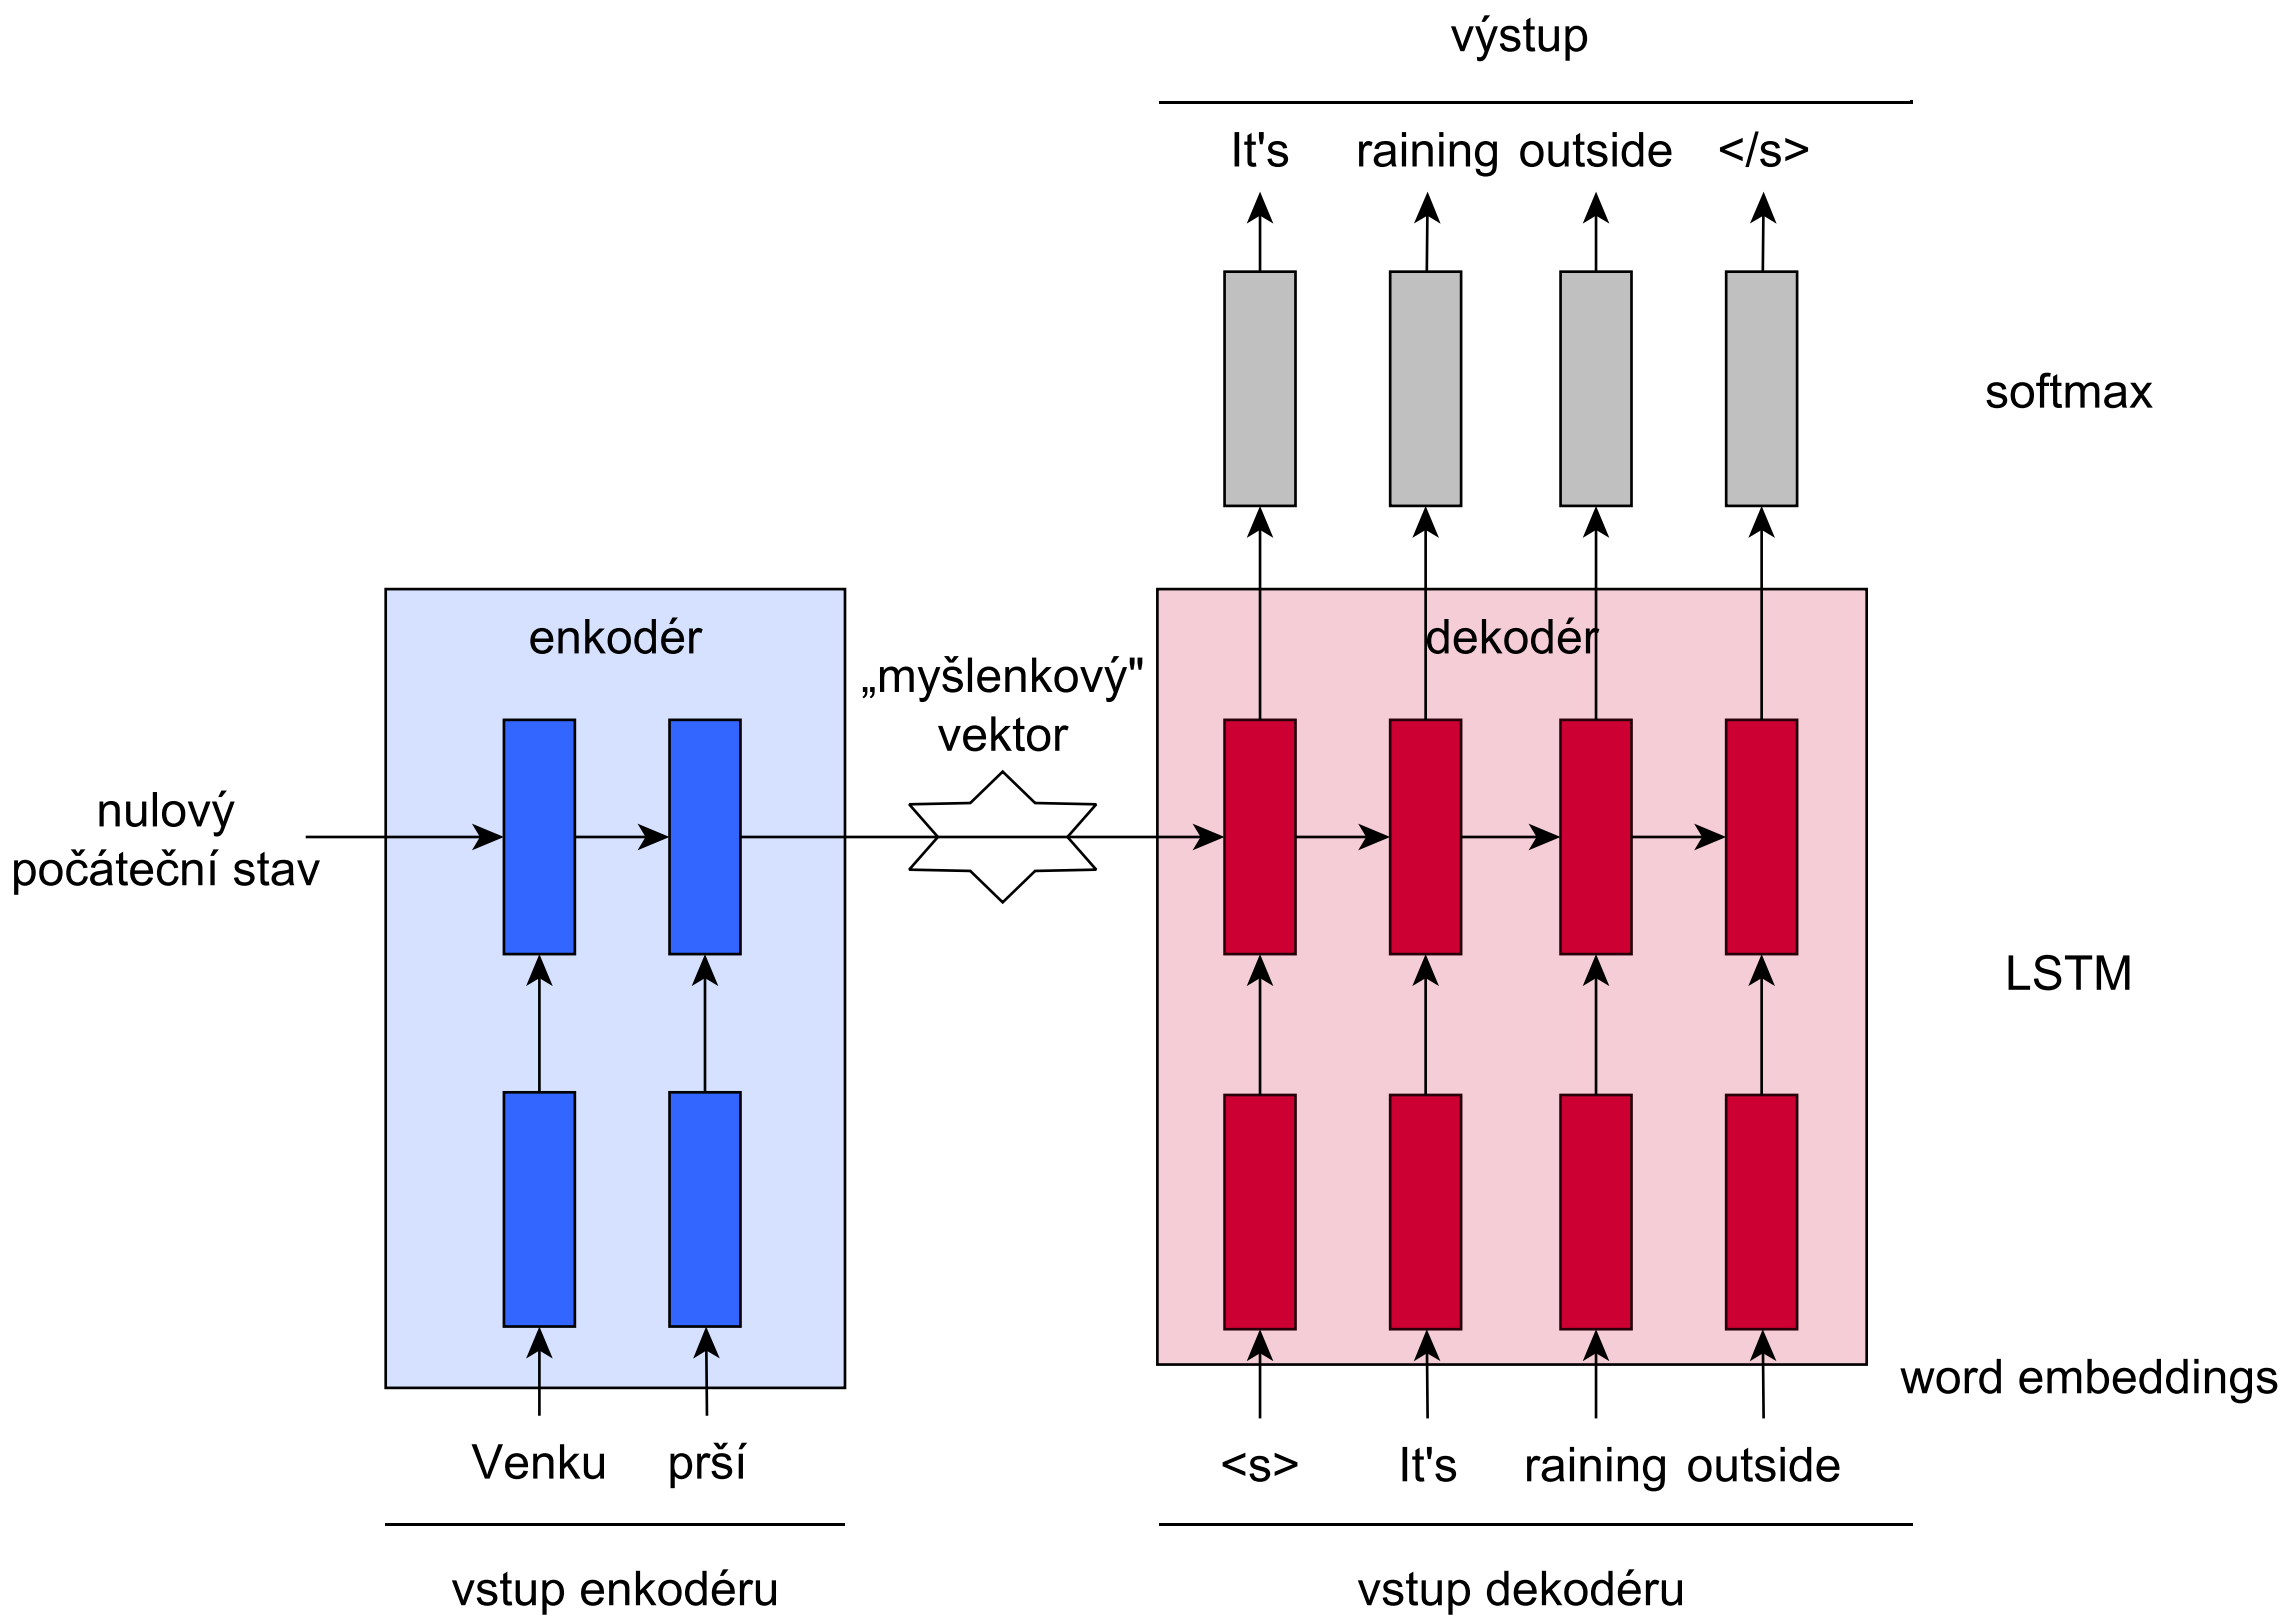 výstup
It's raining outside </s>
softmax
enkodér
dekodér
„myšlenkový"
vektor
nulový
počáteční stav
LSTM
word embeddings
Venku prší
<s> It's raining outside
vstup enkodéru
vstup dekodéru